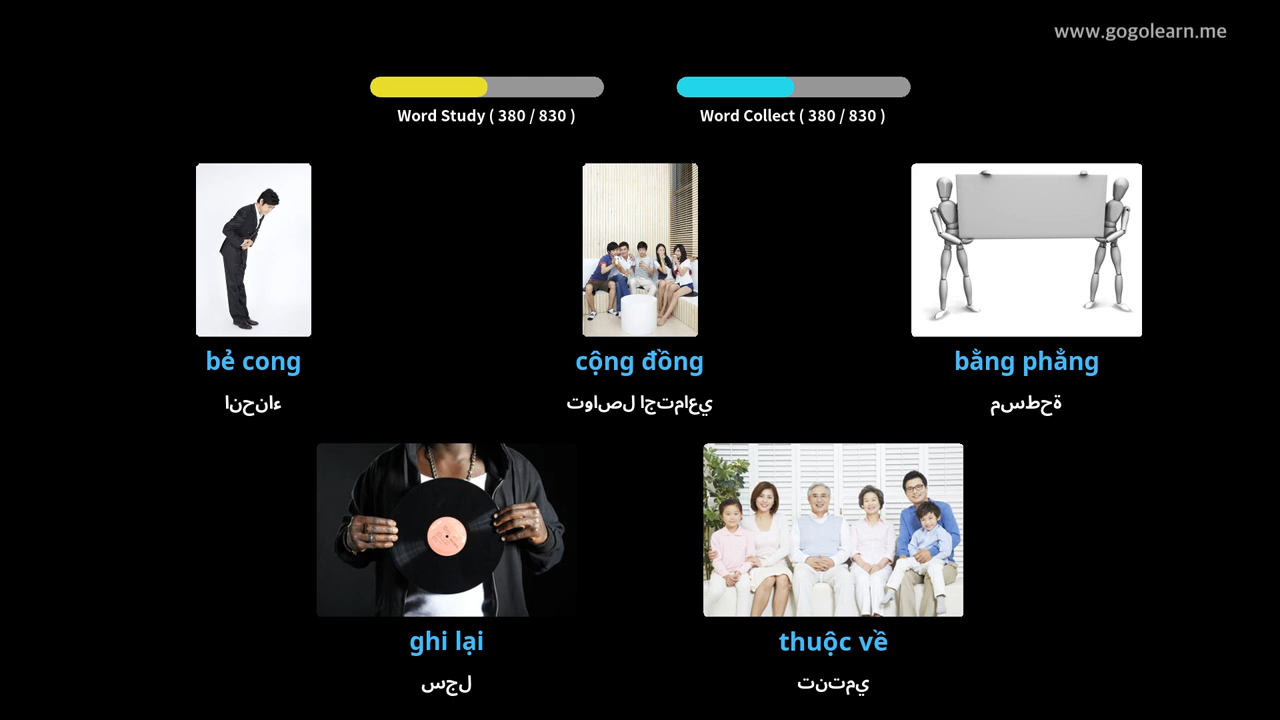 www.gogolearn.me
Word Study ( 380 / 830 )
Word Collect ( 380 / 830 )
bẻ cong
cộng đồng
bằng phẳng
انحناء
تواصل اجتماعي
مسطحة
ghi lại
thuộc về
سجل
تنتمي